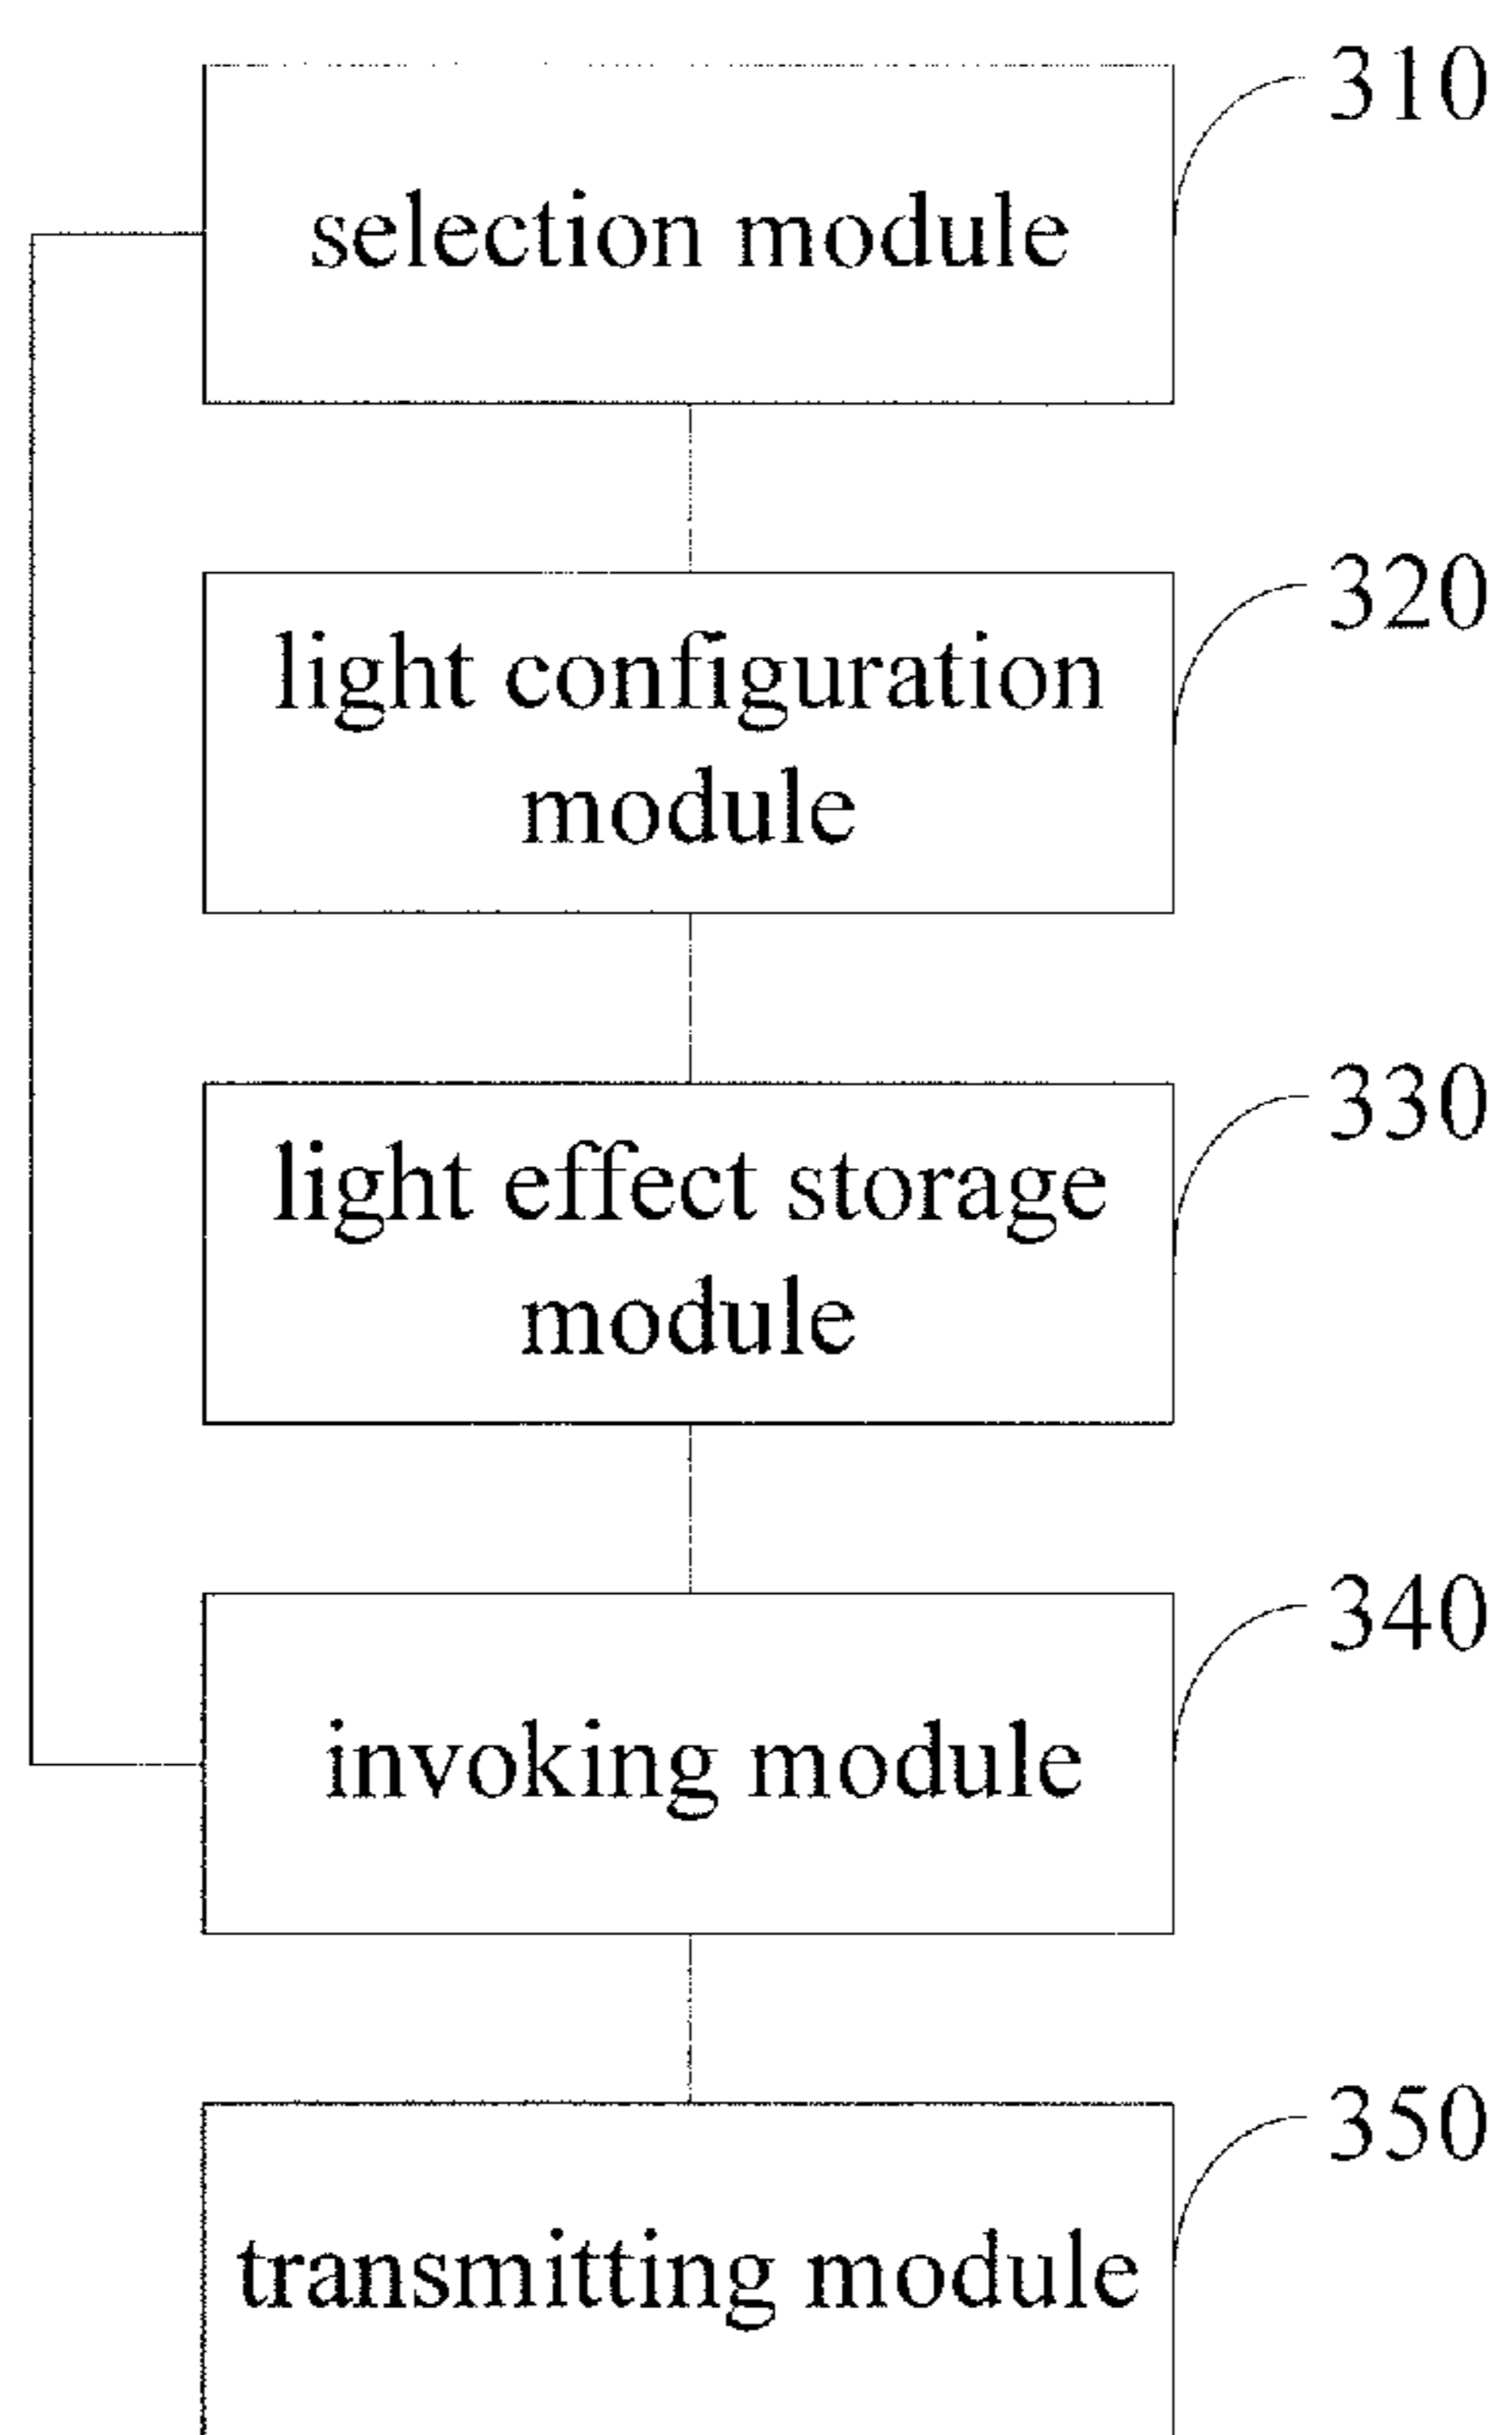 310
selection module
320
light configuration
module
330
light effect storage
module
340
invoking module
350
transmitting module